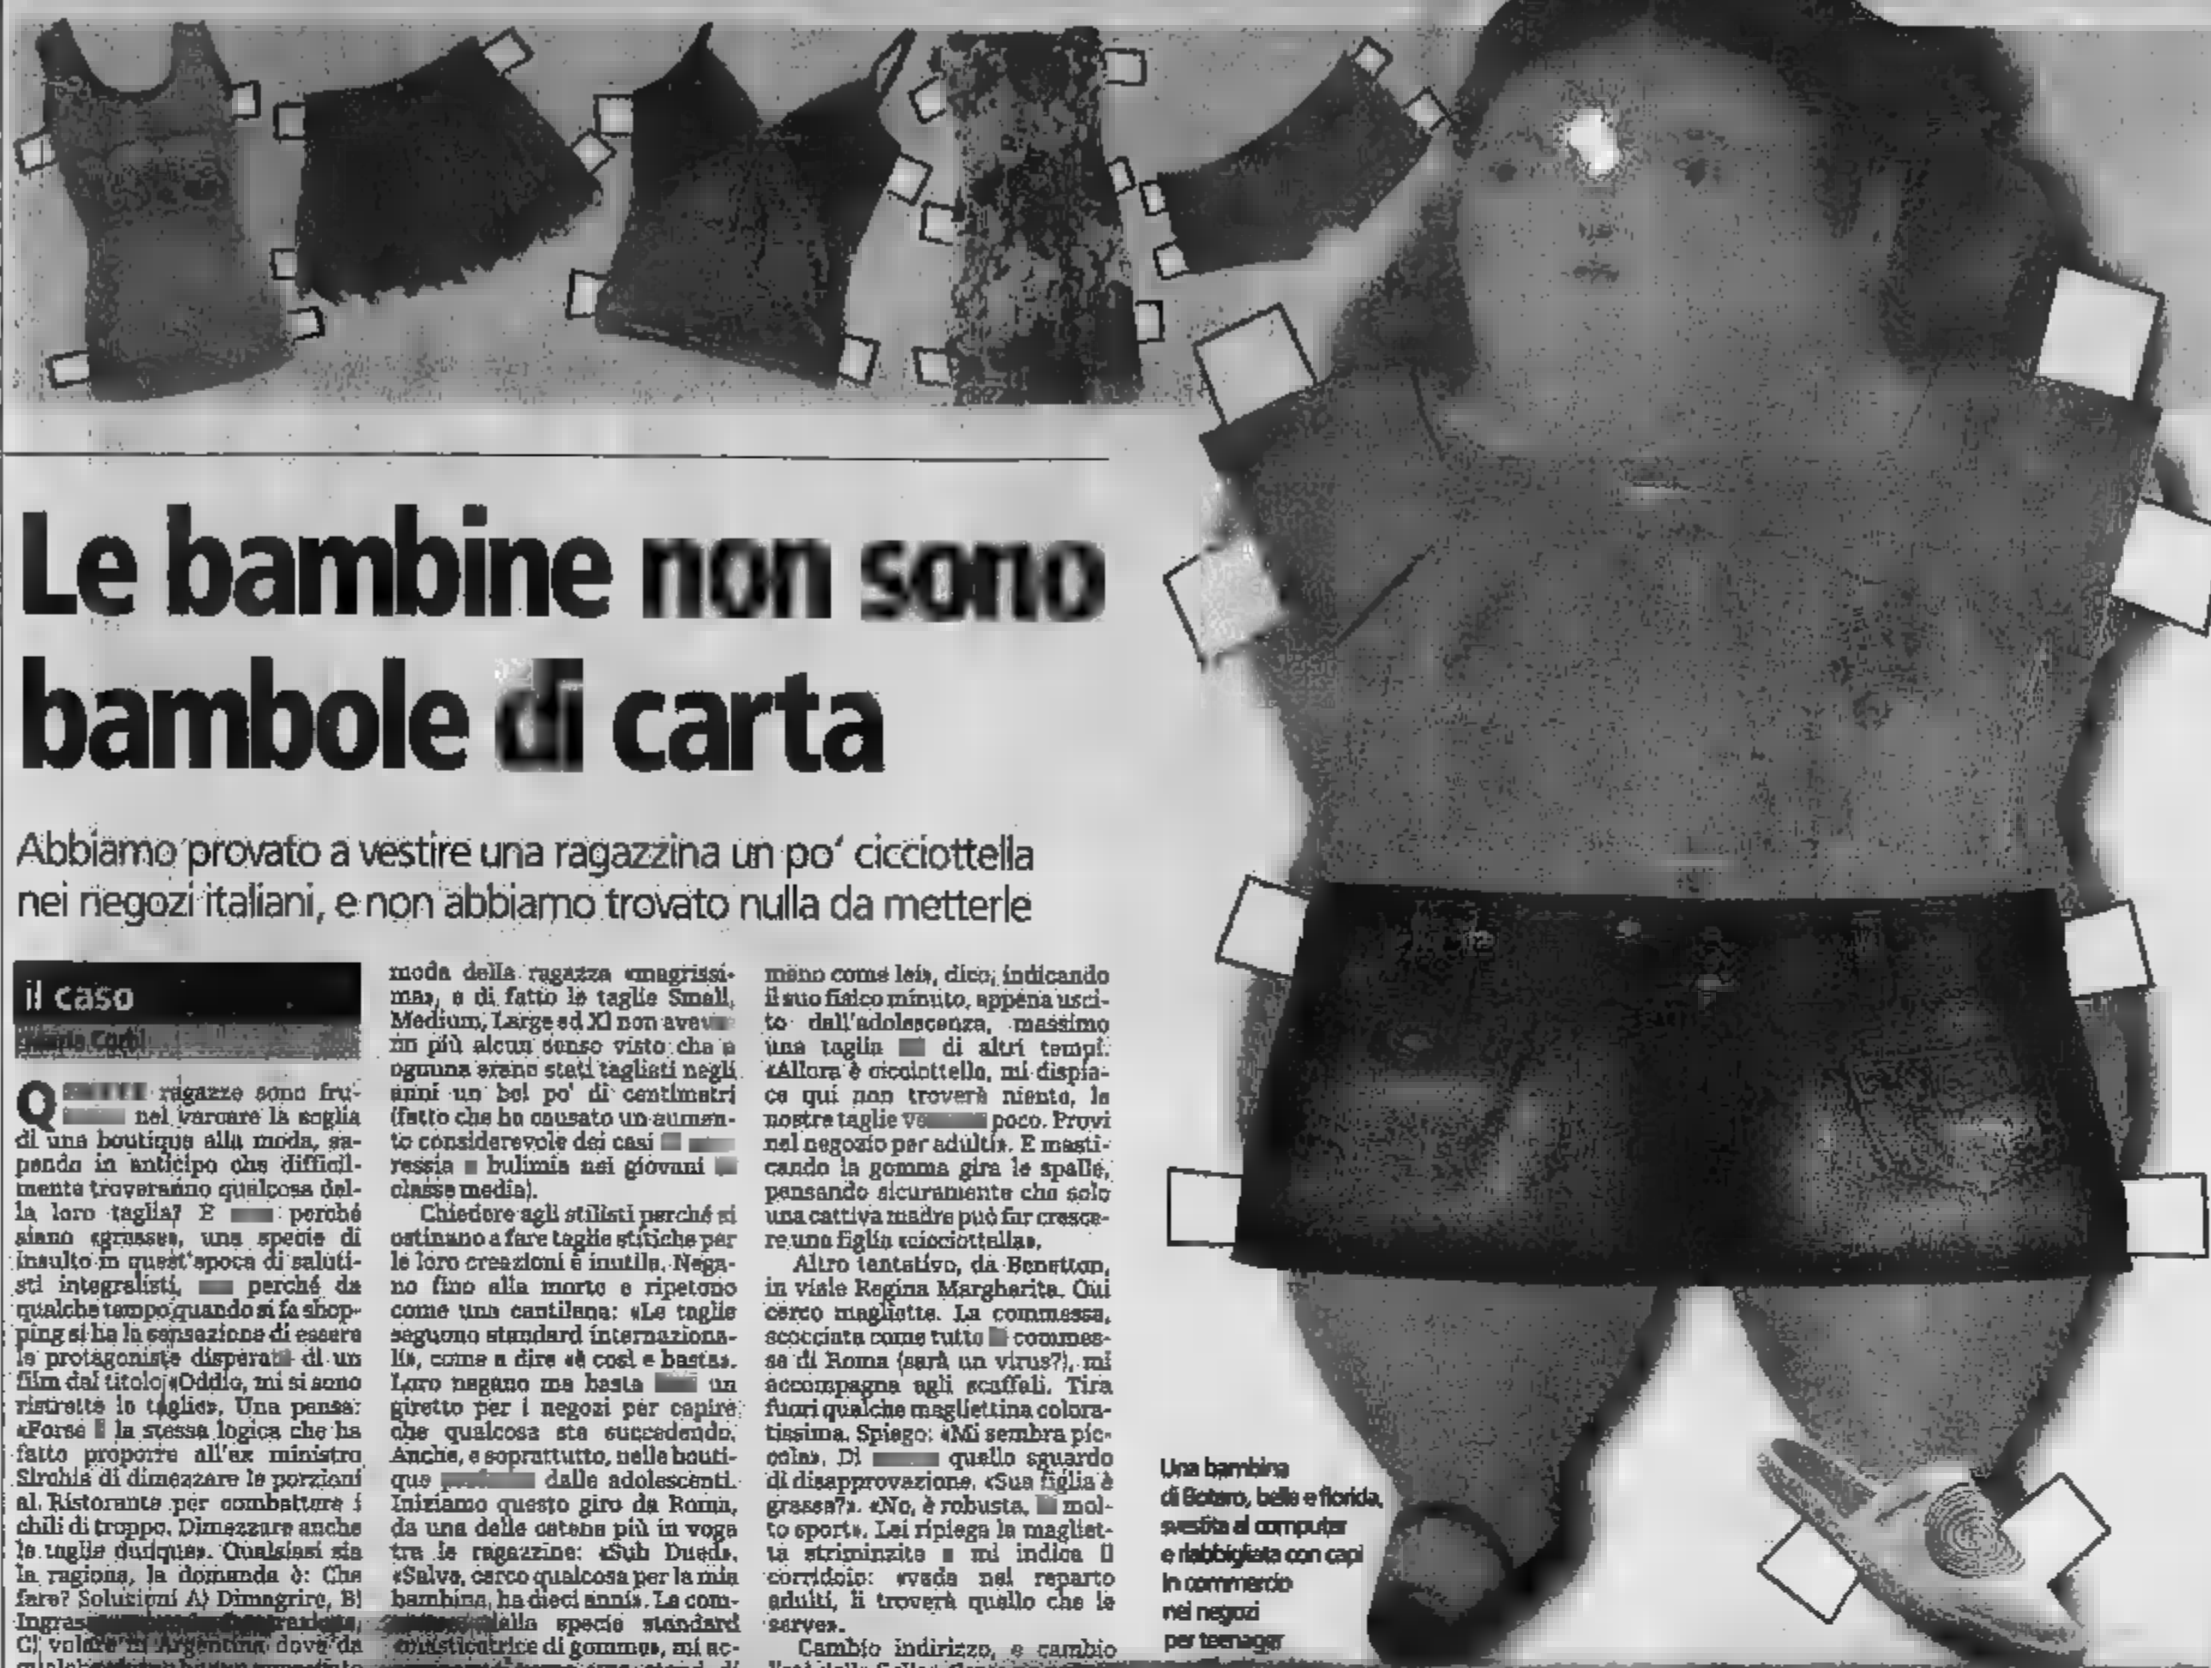 Le bambine non sono
bambole di carta
Abbiamo provato a vestire una ragazzina un po' cicciottella
nei negozi italiani, e non abbiamo trovato nulla da metterle
il caso
Q ragazze sono fru-
nel varcare la soglia
di una boutique alla moda, sa-
pendo in anticipo che difficil-
mente troveranno qualcosa del-
la loro taglia? E perché
siano «grasse», una specie di
insulto in quest'epoca di saluti-
sti integralisti, perché da
qualche tempo quando si fa shop-
ping si ha la sensazione di essere
le protagoniste di un
film dal titolo «Oddio, mi si sono
ristrette le taglie». Una pensa:
«Forse la stessa logica che ha
fatto proporre all'ex ministro
Sirchia di dimezzare le porzioni
al Ristorante per combattere i
chili di troppo. Dimezzare anche
le taglie dunque». Qualsiasi sia
la ragione, la domanda è: Che
fare? Soluzioni A) Dimagrire, B)
C) volare in Argentina dove da
moda della ragazza «magrissi-
ma», e di fatto le taglie Small,
Medium, Large ed Xl non
no più alcun senso visto che a
ognuna erano stati tagliati negli
anni un bel po' di centimetri
(fatto che ha causato un aumen-
to considerevole dei casi
ressia bulimia nei giovani
classe media).
Chiedere agli stilisti perché si
ostinano a fare taglie stitiche per
le loro creazioni è inutile. Nega-
no fino alla morte e ripetono
come una cantilena: «Le taglie
seguono standard internaziona-
li», come a dire «è così e basta».
Loro negano ma basta un
giretto per i negozi per capire
che qualcosa sta succedendo.
Anche, e soprattutto, nelle bouti-
que dalle adolescenti.
Iniziamo questo giro da Roma,
da una delle catene più in voga
tra le ragazzine: «Sub Dued».
«Salve, cerco qualcosa per la mia
bambina, ha dieci anni». La com-
della specie standard
«masticatrice di gomme», mi ac-
meno come lei», dico, indicando
il suo fisico minuto, appena usci-
to dall'adolescenza, massimo
una taglia di altri tempi.
«Allora è cicciottella, mi dispia-
ce qui non troverà niente, le
nostre taglie poco. Provi
nel negozio per adulti». E masti-
cando la gomma gira le spalle,
pensando sicuramente che solo
una cattiva madre può far cresce-
re una figlia «cicciottella».
Altro tentativo, da Benetton,
in viale Regina Margherita. Qui
cerco magliette. La commessa,
scocciata come tutte commes-
se di Roma (sarà un virus?), mi
accompagna agli scaffali. Tira
fuori qualche magliettina colora-
tissima. Spiego: «Mi sembra pic-
cola». Di quello sguardo
di disapprovazione. «Sua figlia è
grassa?». «No, è robusta, mol-
to sport». Lei ripiega la magliet-
ta striminzita e mi indica il
corridoio: «vada nel reparto
adulti, lì troverà quello che le
serve».
Cambio indirizzo, e cambio
Una bambina
di Botero, bella e florida,
svestita al computer
e riabbigliata con capi
in commercio
nei negozi
per teenager